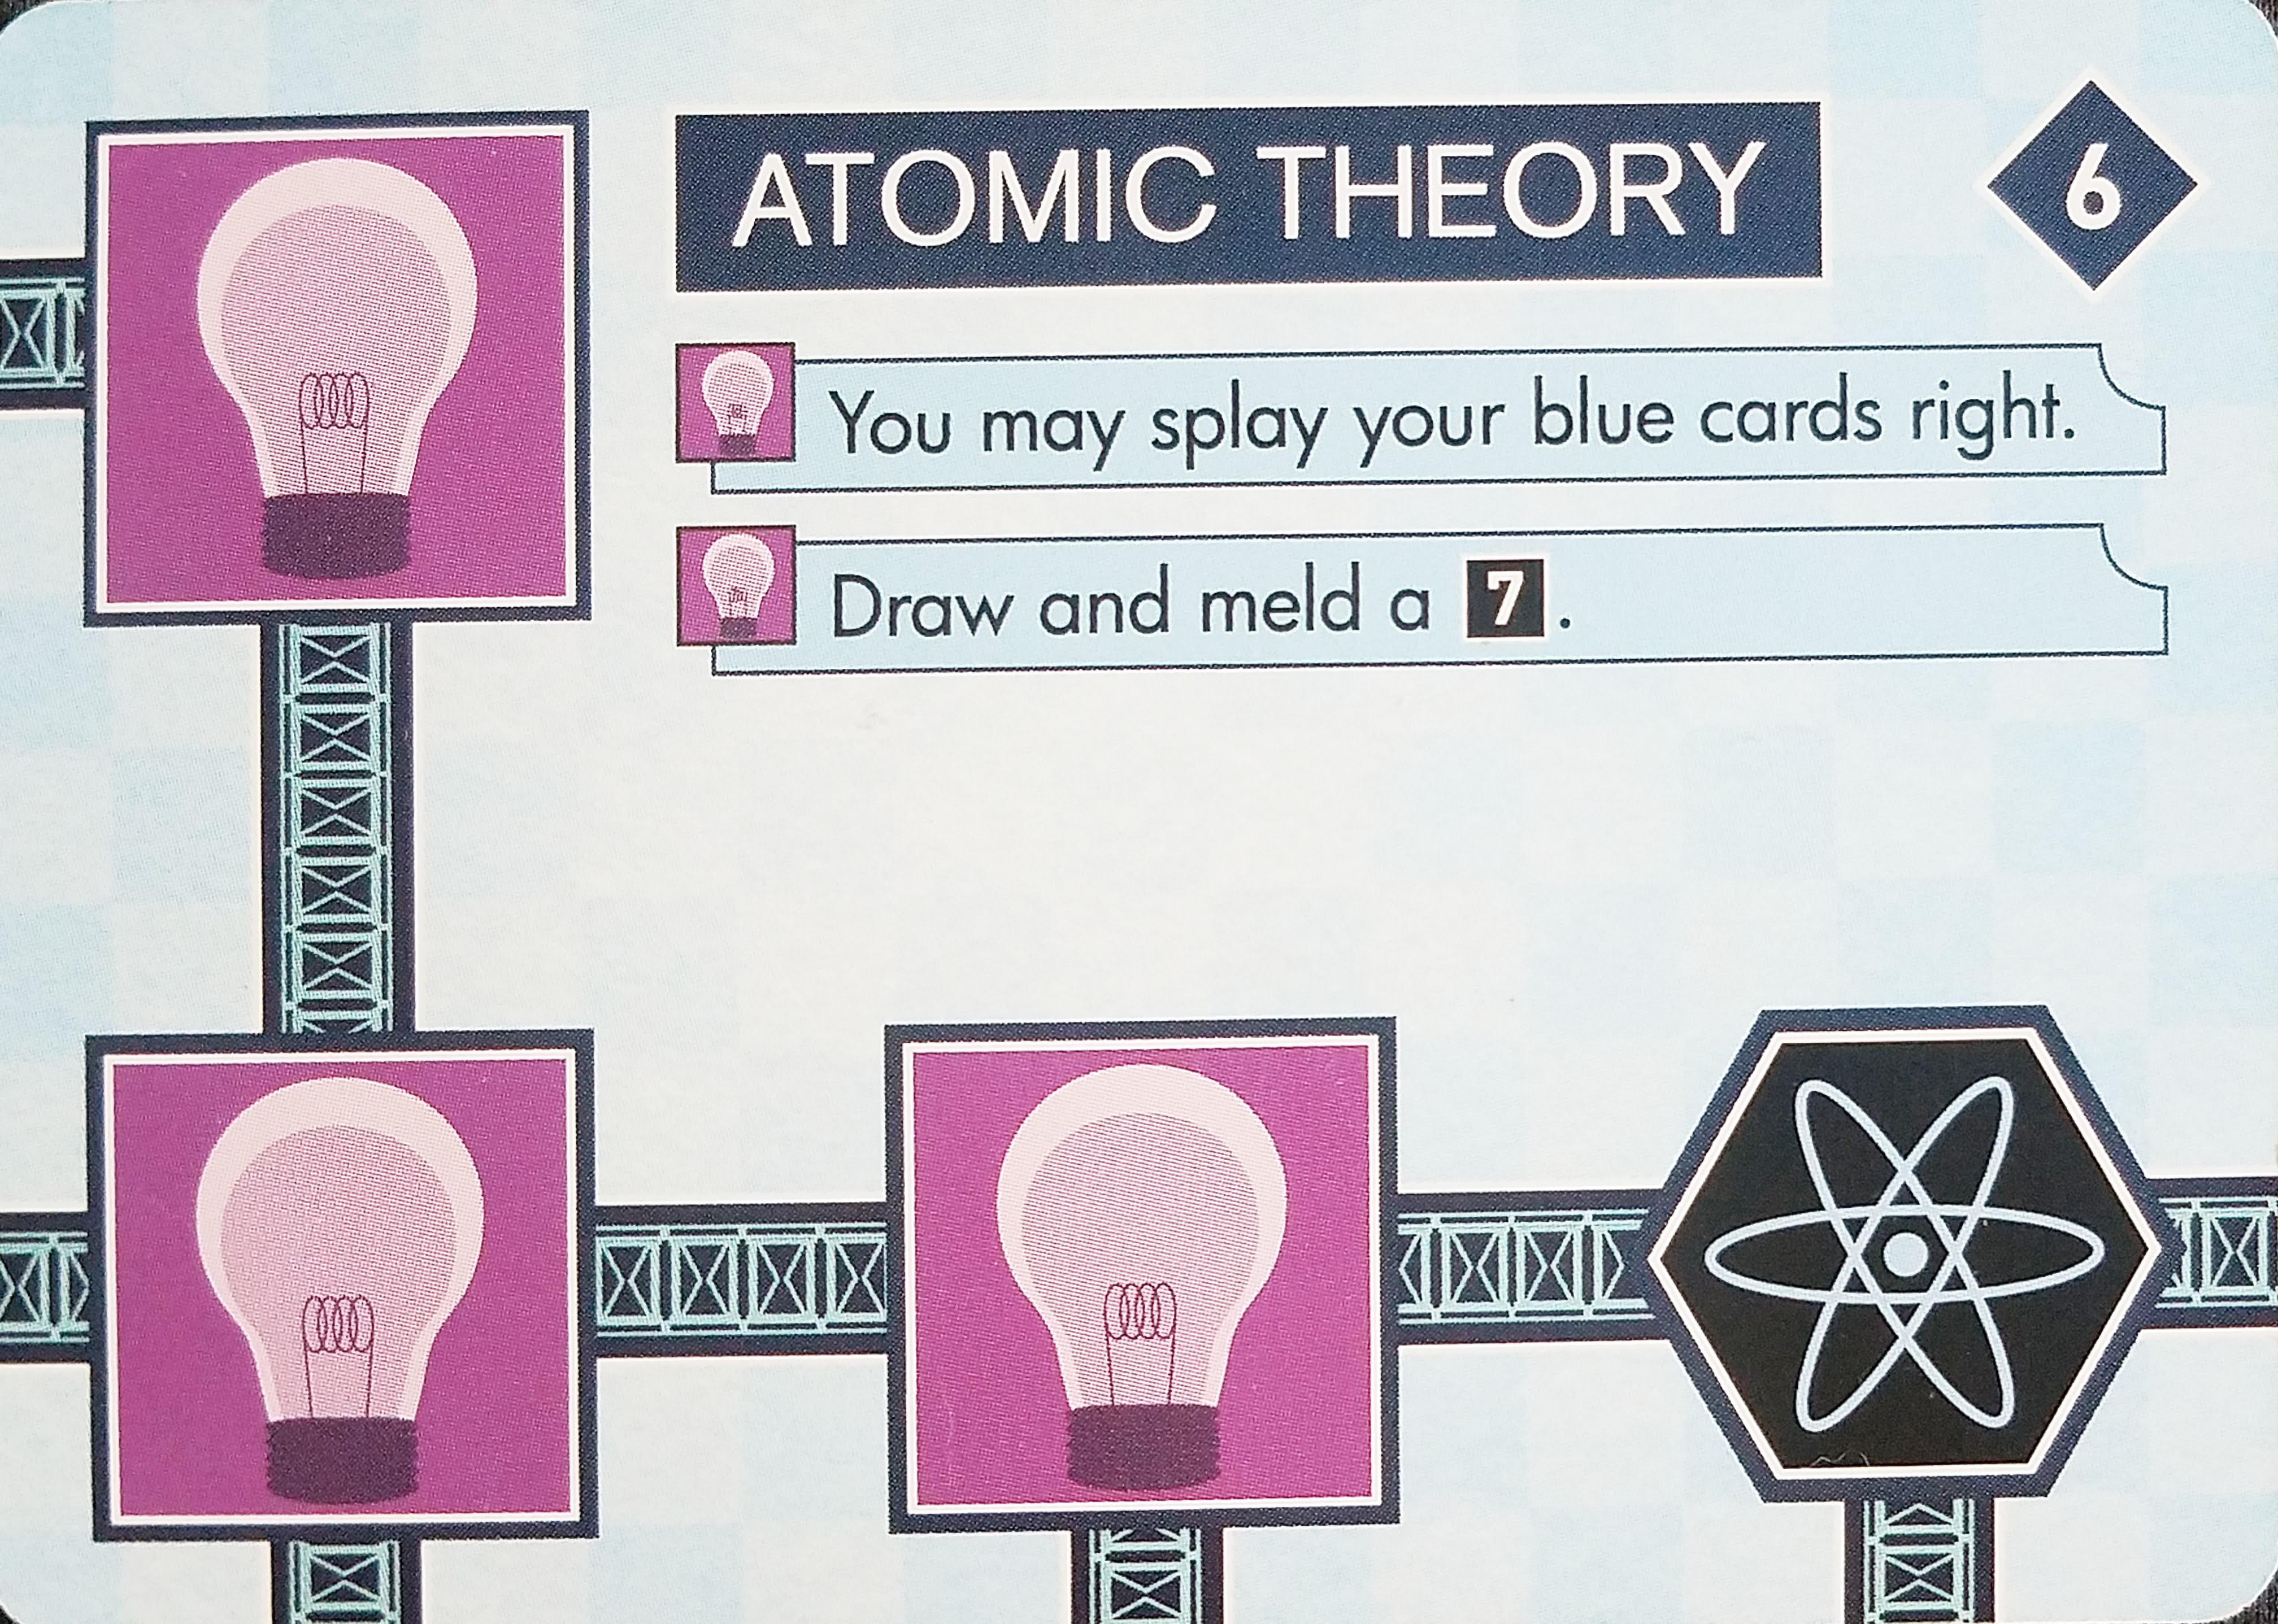 ATOMIC THEORY
6
You may splay your blue cards right.
Draw and meld a 7.